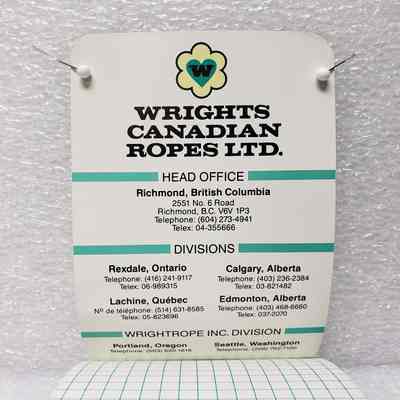 W
WRIGHTS
CANADIAN
ROPES LTD.
HEAD OFFICE
Richmond, British Columbia
2551 No. 6 Road
Richmond, B.C. V6V 1P3
Telephone: (604) 273-4941
Telex: 04-355666
DIVISIONS
Rexdale, Ontario
Telephone: (416) 241-9117
Telex: 06-989315
Calgary, Alberta
Telephone: (403) 236-2384
Telex: 03-821482
Lachine, Québec
Nº de téléphone: (514) 631-8585
Telex: 05-823696
Edmonton, Alberta
Telephone: (403) 468-6660
Telex: 037-2070
WRIGHTROPE INC. DIVISION
Portland, Oregon
Telephone:
Seattle, Washington
Telephone: